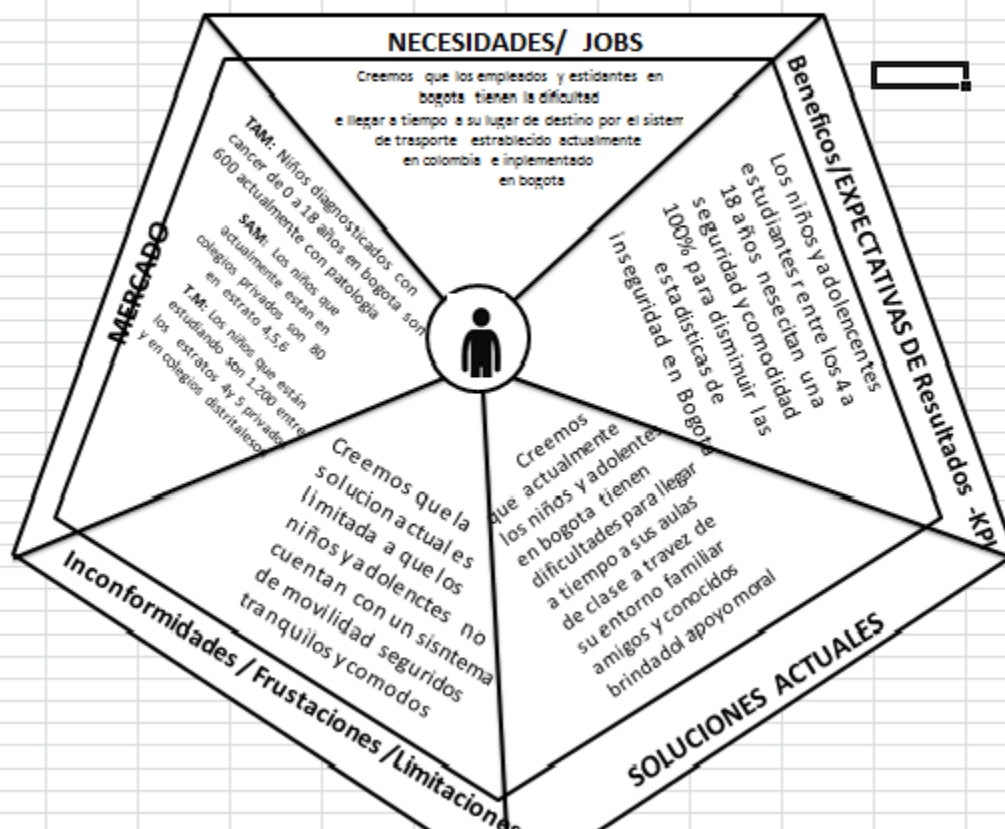 NECESIDADES/ JOBS
Creemos que los empleados y estidantes en
bogota tienen la dificultad
e llegar a tiempo a su lugar de destino por el sistem
de trasporte establecido actualmente
en colombia e inplementado
en bogota
Beneficos/EXPECTATIVAS DE Resultados -KPI
Los niños y adolencentes
estudiantes rentre los 4 a
18 años nesecitan una
seguridad y comodidad
100% para disminuir las
estadisticas de
inseguridad en Bogota
SOLUCIONES ACTUALES
Creemos
que actualmente
los niños y adolentes
en bogota tienen
dificultades para llegar
a tiempo a sus aulas
de clase a travez de
su entorno familiar
amigos y conocidos
brindadol apoyo moral
Inconformidades / Frustaciones /Limitaciones
Creemos que la
solucion actual es
limitada a que los
niños y adolenctes no
cuentan con un sisntema
de movilidad seguridos
tranquilos y comodos
MERCADO
TAM: Niños diagnosticados con
cancer de 0 a 18 años en bogota son
600 actualmente con patologia
SAM: Los niños que
actualmente estan en
colegios privados son 80
en estrato 4,5,6
T.M: Los niños que están
estudiando son 1.200 entre
los estratos 4y 5 privado
y en colegios distritaleso